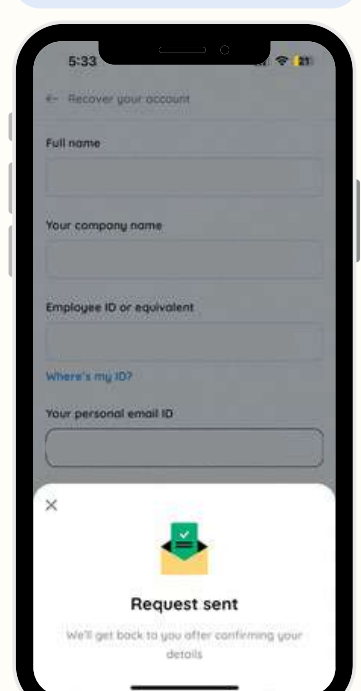 5:33
21
← Recover your account
Full name
Your company name
Employee ID or equivalent
Where's my ID?
Your personal email ID
Request sent
We'll get back to you after confirming your
details